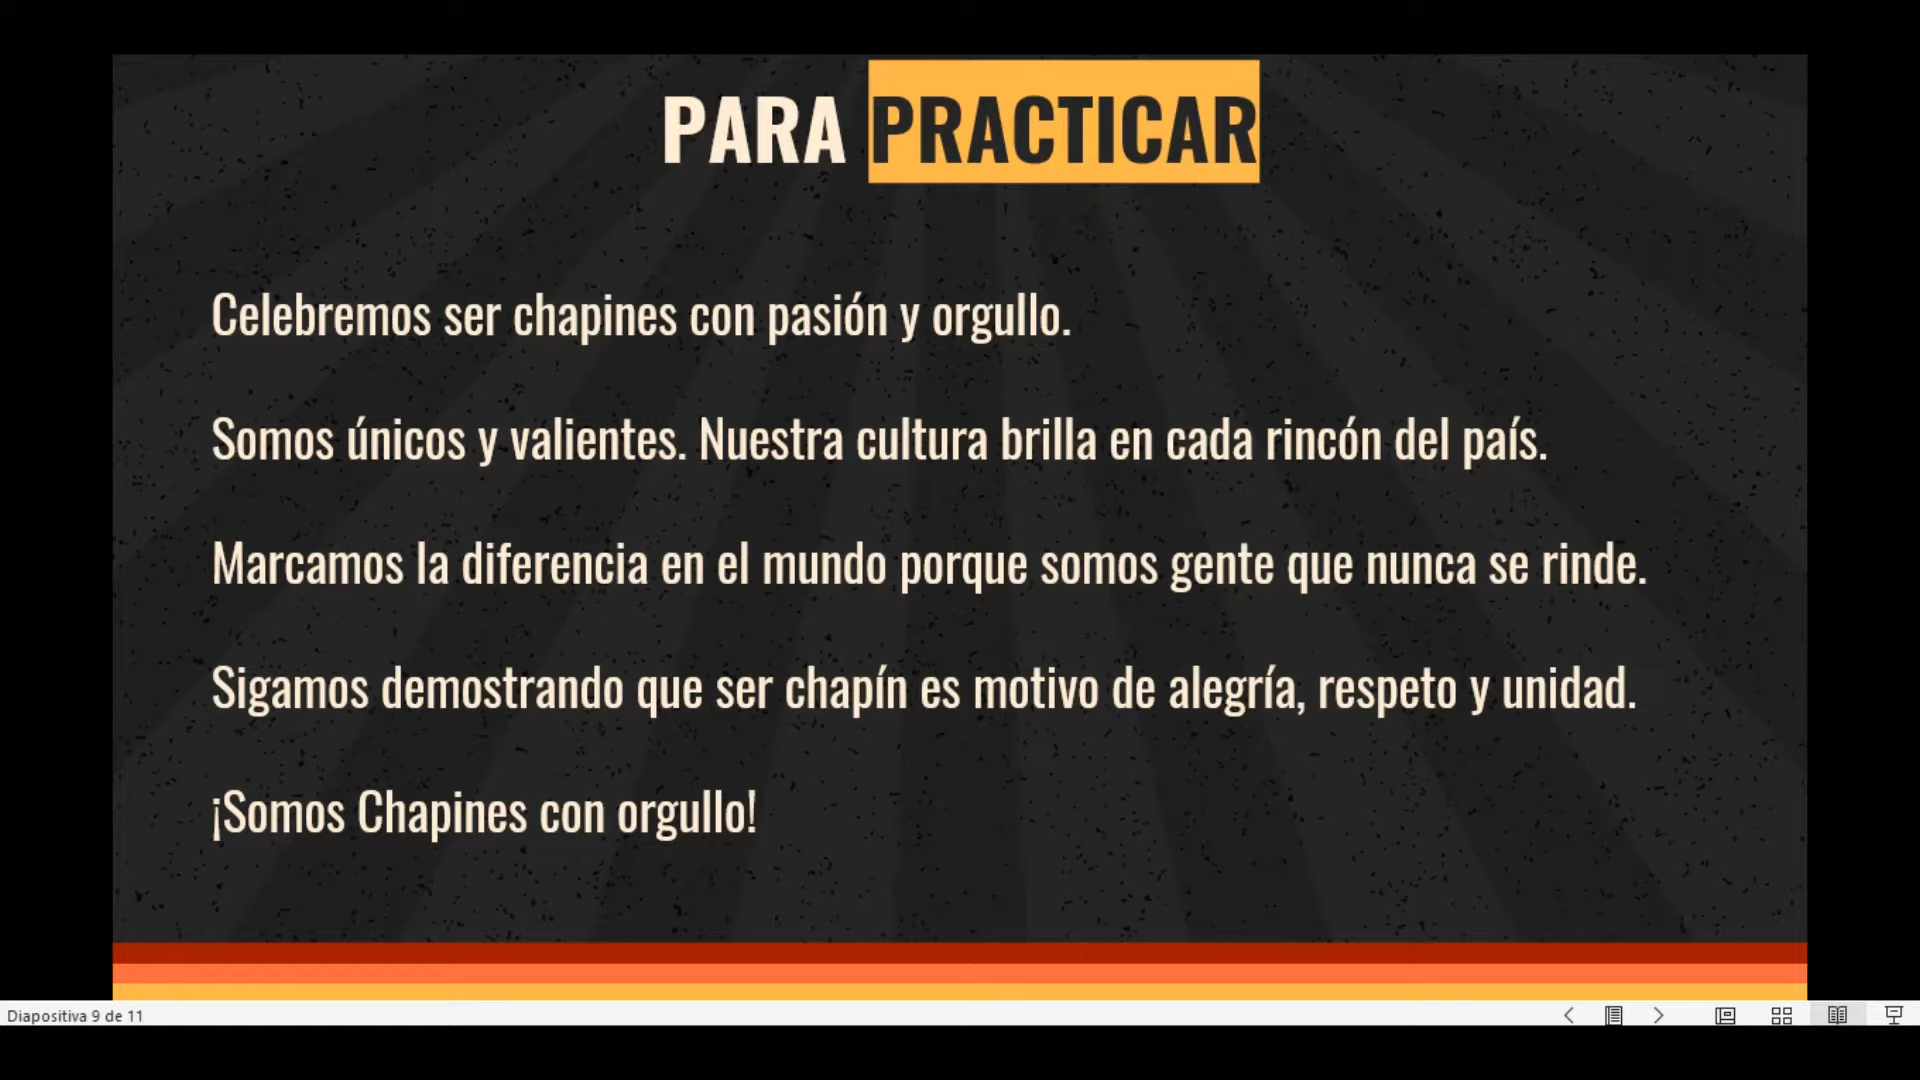 PARA PRACTICAR
Celebremos ser chapines con pasión y orgullo.
Somos únicos y valientes. Nuestra cultura brilla en cada rincón del país.
Marcamos la diferencia en el mundo porque somos gente que nunca se rinde.
Sigamos demostrando que ser chapín es motivo de alegría, respeto y unidad.
¡Somos Chapines con orgullo!
Diapositiva 9 de 11